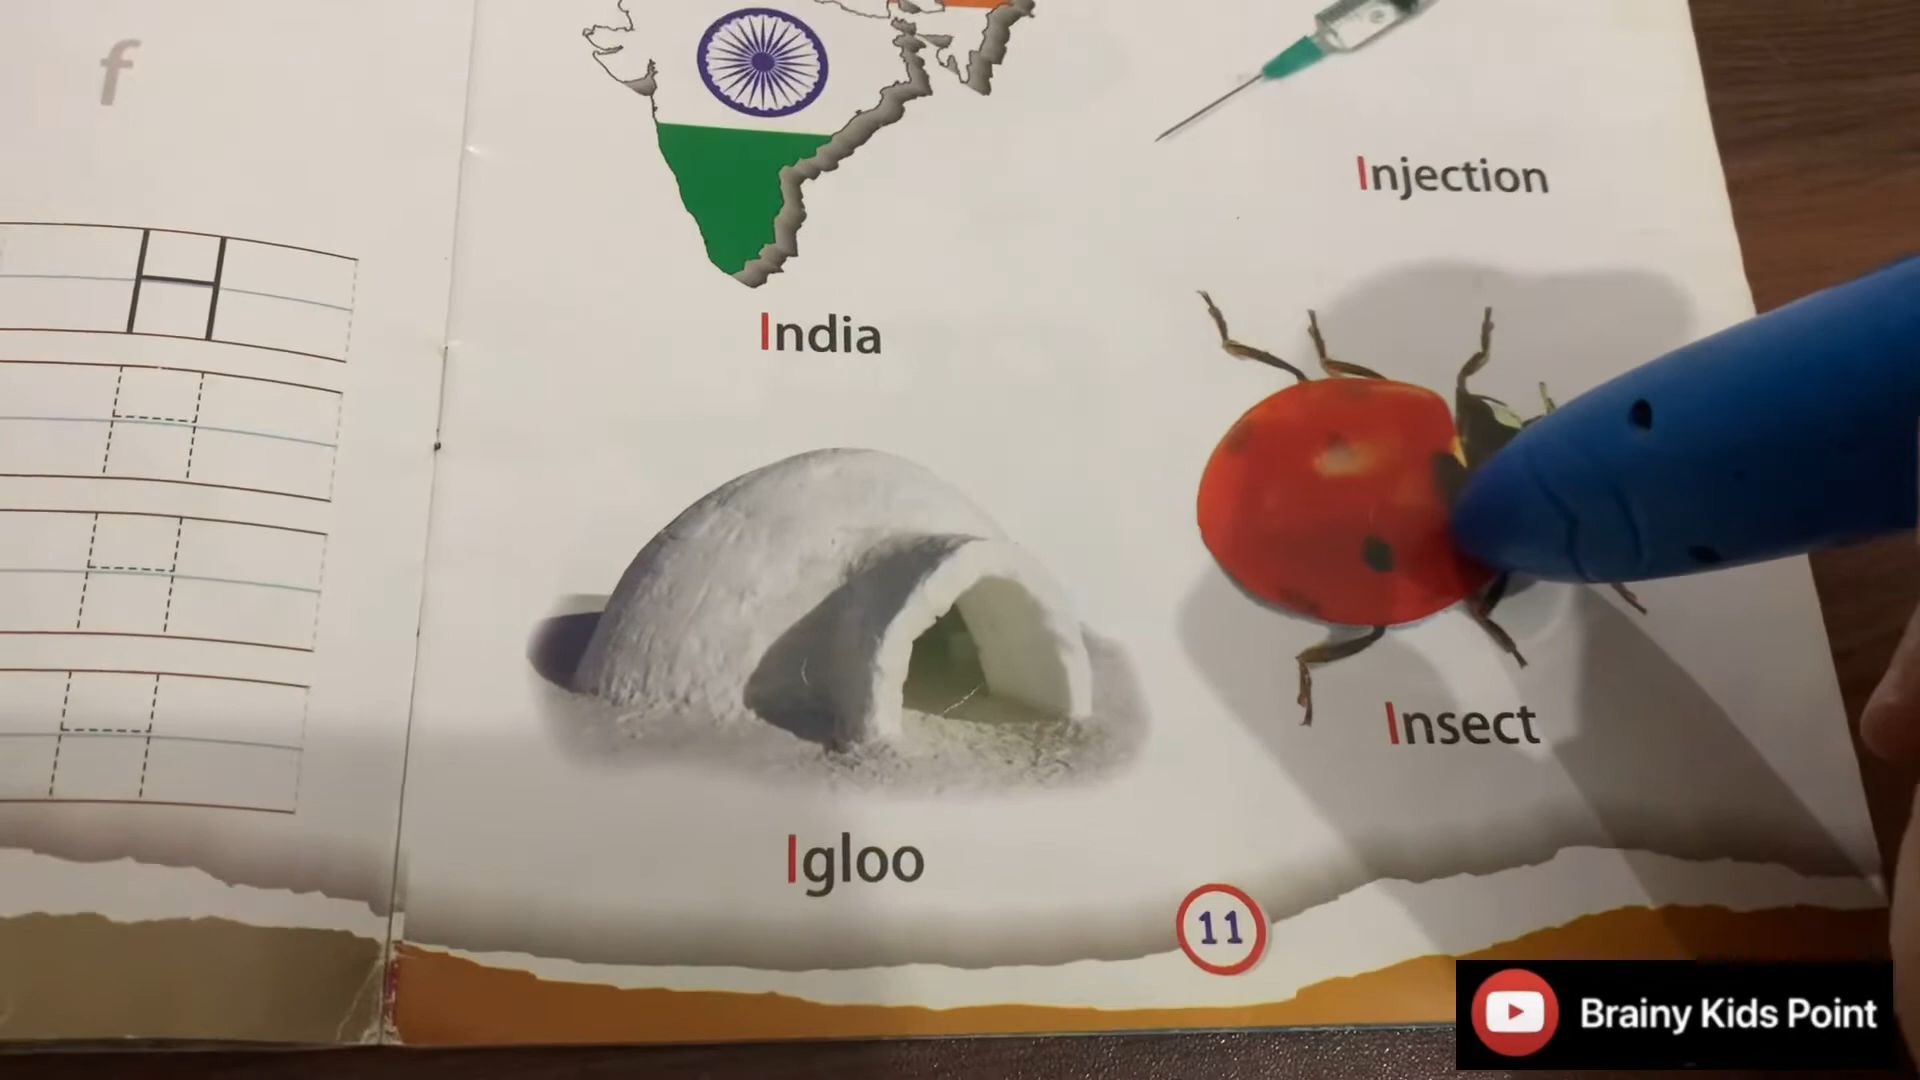 f
H
India
Injection
Igloo
Insect
11
Brainy Kids Point